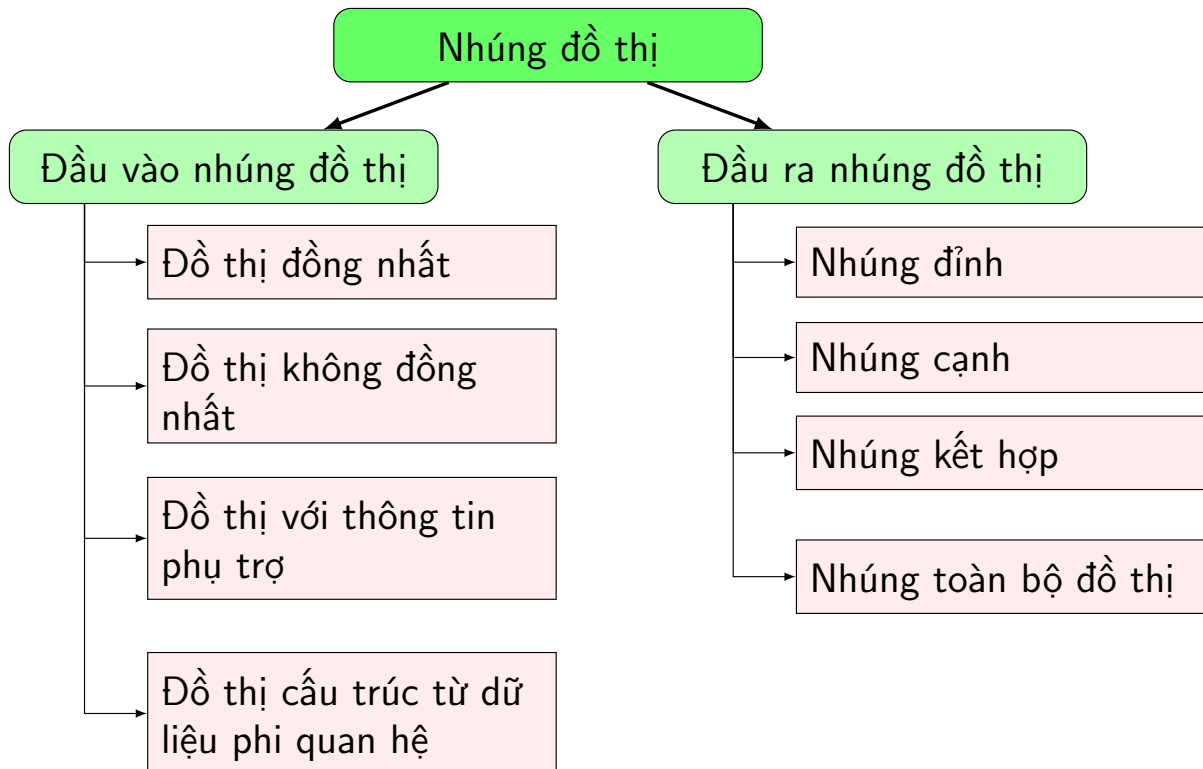 Nhúng đồ thị
Đầu vào nhúng đồ thị
Đồ thị đồng nhất
Đồ thị không đồng
nhất
Đồ thị với thông tin
phụ trợ
Đồ thị cấu trúc từ dữ
liệu phi quan hệ
Đầu ra nhúng đồ thị
Nhúng đỉnh
Nhúng cạnh
Nhúng kết hợp
Nhúng toàn bộ đồ thị